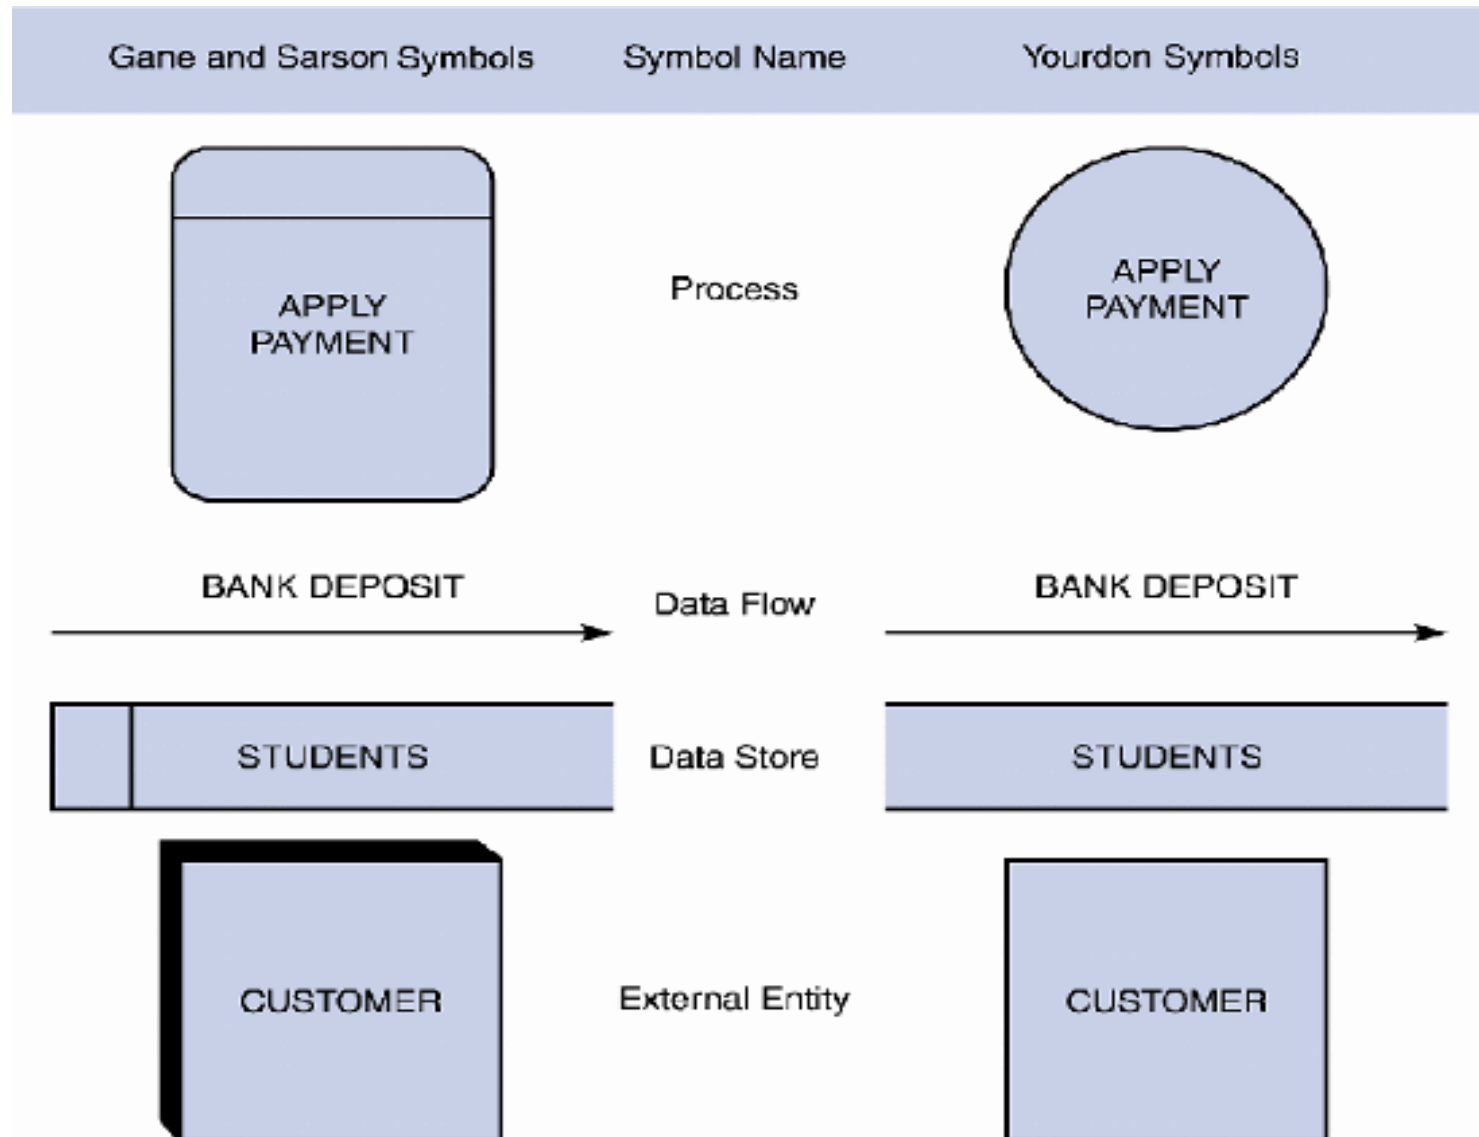 Gane and Sarson Symbols Symbol Name Yourdon Symbols
APPLY
PAYMENT
Process
APPLY
PAYMENT
BANK DEPOSIT
Data Flow
BANK DEPOSIT
STUDENTS
Data Store
STUDENTS
CUSTOMER
External Entity
CUSTOMER